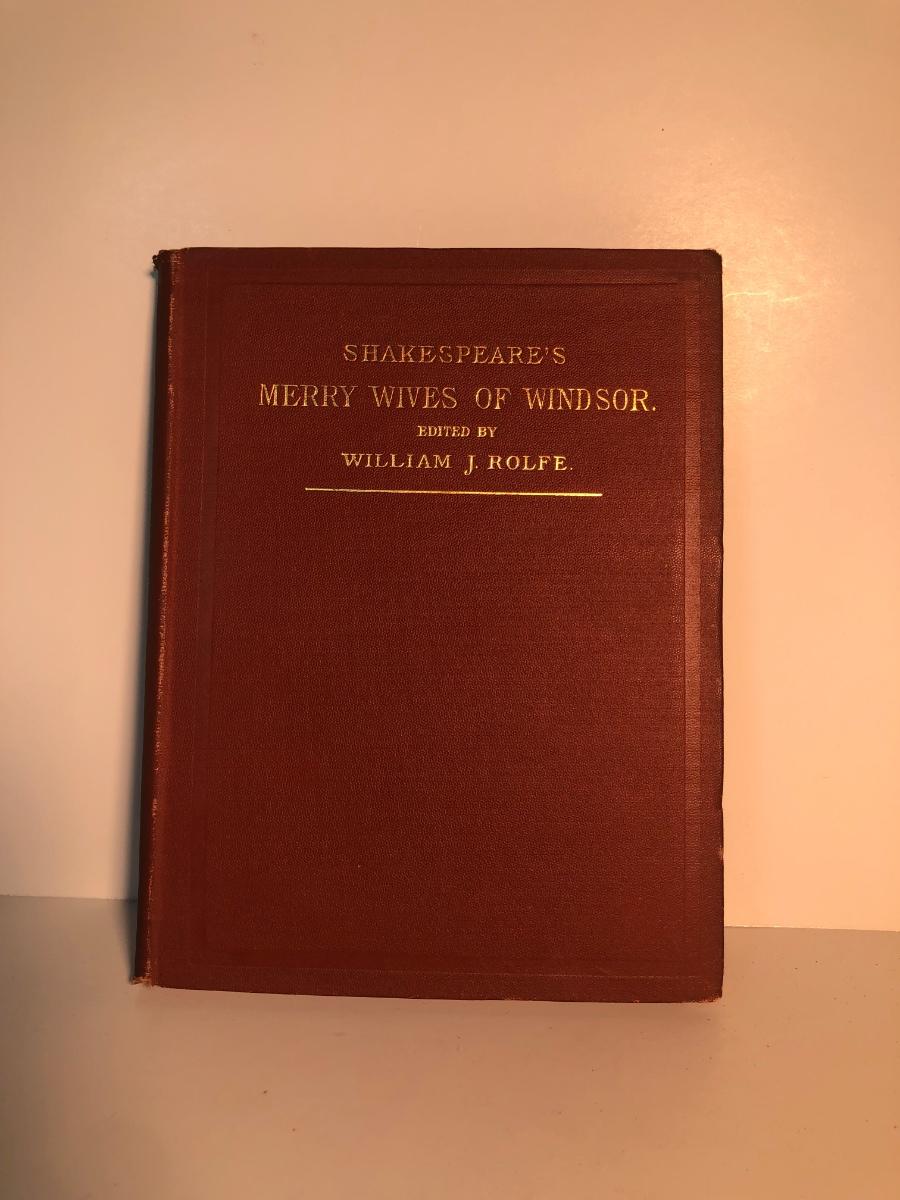 SHAKESPEARE'S
MERRY WIVES OF WINDSOR.
EDITED BY
WILLIAM J. ROLFE.